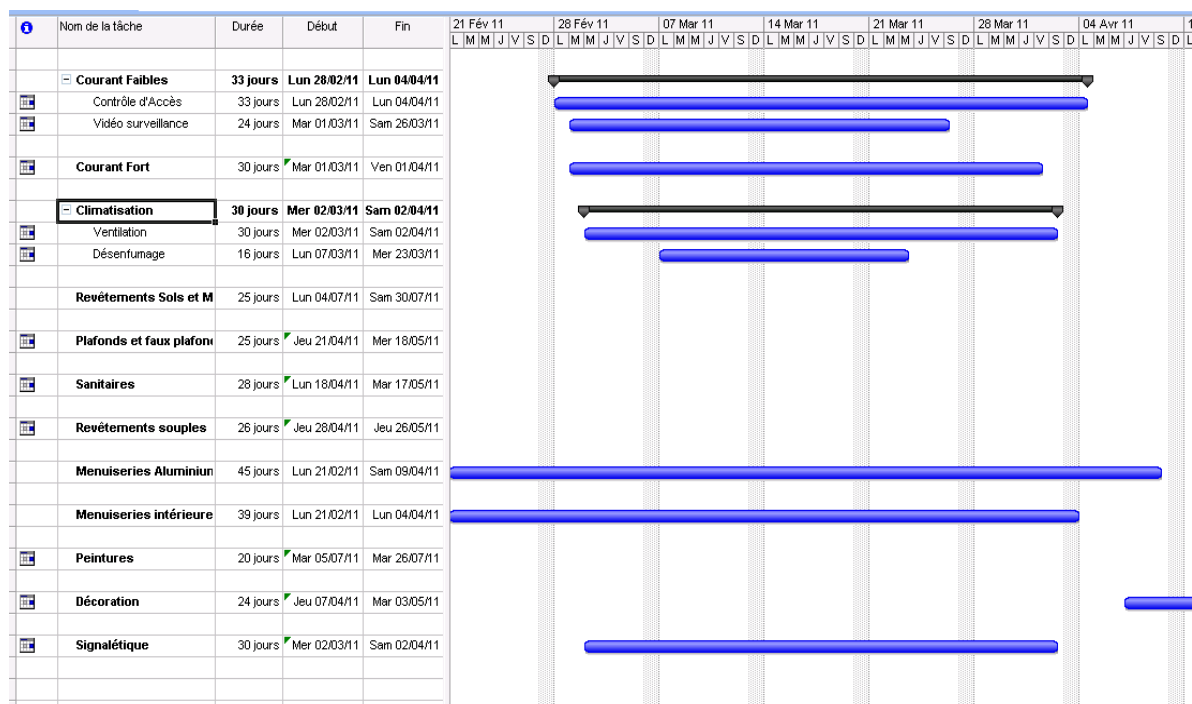 Nom de la tâche Durée Début Fin 21 Fév 11 28 Fév 11 07 Mar 11 14 Mar 11 21 Mar 11 28 Mar 11 04 Avr 11 1
L M M J V S D L M M J V S D L M M J V S D L M M J V S D L M M J V S D L M M J V S D L M M J V S D L
Courant Faibles 33 jours Lun 28/02/11 Lun 04/04/11
Contrôle d'Accès 33 jours Lun 28/02/11 Lun 04/04/11
Vidéo surveillance 24 jours Mar 01/03/11 Sam 26/03/11
Courant Fort 30 jours Mar 01/03/11 Ven 01/04/11
Climatisation 30 jours Mer 02/03/11 Sam 02/04/11
Ventilation 30 jours Mer 02/03/11 Sam 02/04/11
Désenfumage 16 jours Lun 07/03/11 Mer 23/03/11
Revêtements Sols et M 25 jours Lun 04/07/11 Sam 30/07/11
Plafonds et faux plafon 25 jours Jeu 21/04/11 Mer 18/05/11
Sanitaires 28 jours Lun 18/04/11 Mar 17/05/11
Revêtements souples 26 jours Jeu 28/04/11 Jeu 26/05/11
Menuiseries Aluminiun 45 jours Lun 21/02/11 Sam 09/04/11
Menuiseries intérieure 39 jours Lun 21/02/11 Lun 04/04/11
Peintures 20 jours Mar 05/07/11 Mar 26/07/11
Décoration 24 jours Jeu 07/04/11 Mar 03/05/11
Signalétique 30 jours Mer 02/03/11 Sam 02/04/11